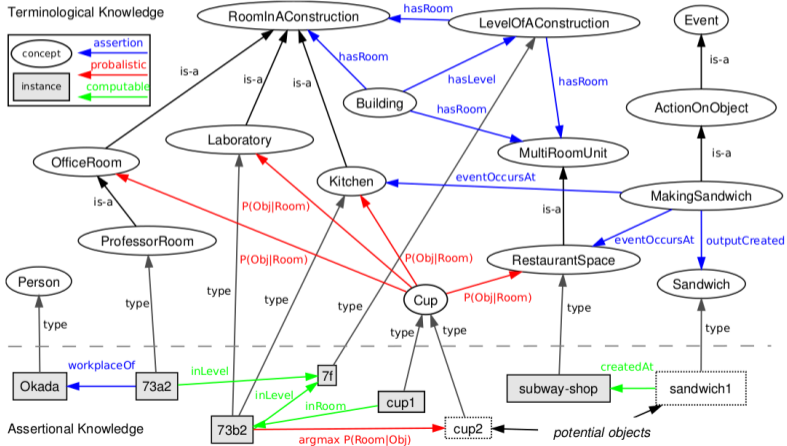 Terminological Knowledge
concept
instance
assertion
probalistic
computable
RoomInAConstruction
hasRoom
LevelOfAConstruction
Event
is-a
is-a
is-a
hasRoom
hasLevel
hasRoom
hasRoom
is-a
Building
ActionOnObject
Laboratory
OfficeRoom
MultiRoomUnit
is-a
Kitchen
eventOccursAt
MakingSandwich
is-a
P(Obj|Room)
is-a
ProfessorRoom
eventOccursAt
outputCreated
P(Obj|Room)
P(Obj|Room)
RestaurantSpace
Person
Cup
P(Obj|Room)
Sandwich
type
type
type
type
type
type
type
type
type
workplaceOf
inLevel
7f
createdAt
Okada
73a2
inLevel
cup1
subway-shop
sandwich1
inRoom
Assertional Knowledge
73b2
argmax P(Room|Obj)
cup2
potential objects